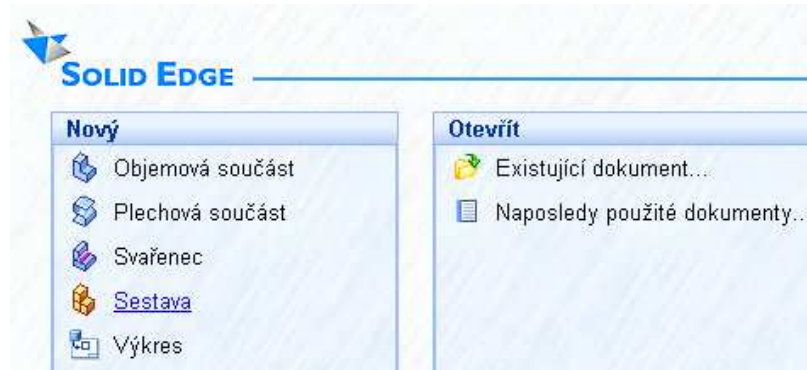 SOLID EDGE
Nový
Objemová součást
Plechová součást
Svařenec
Sestava
Výkres
Otevřít
Existující dokument...
Naposledy použité dokumenty..